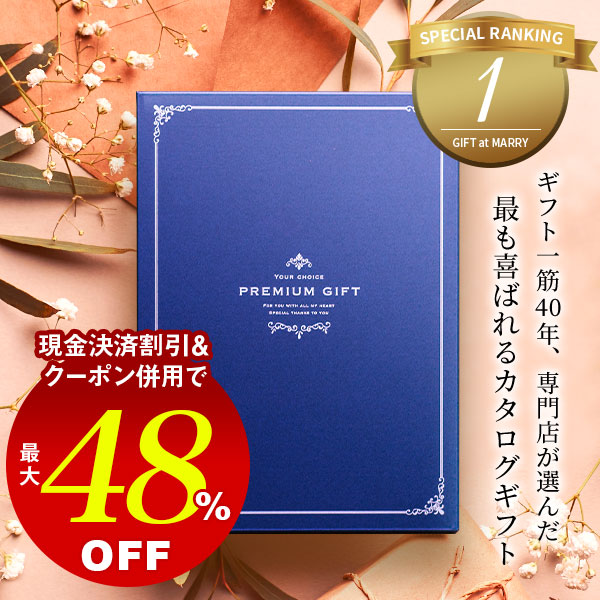 SPECIAL RANKING
1
GIFT at MARRY
ギフト一筋40年、専門店が選んだ
最も喜ばれるカタログギフト
YOUR CHOICE
PREMIUM GIFT
FOR YOU WITH ALL MY HEART
SPECIAL THANKS TO YOU
現金決済割引&
クーポン併用で
最大
48%
OFF